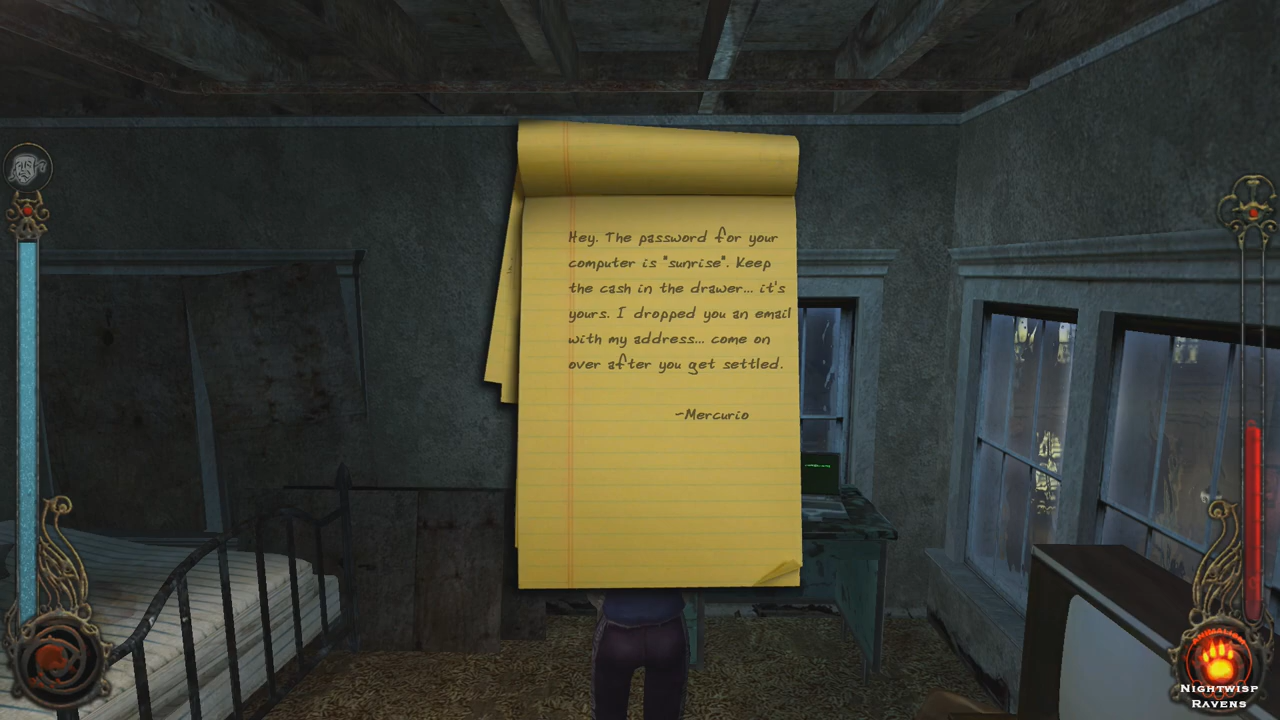 Hey. The password for your
computer is "sunrise". Keep
the cash in the drawer... it's
yours. I dropped you an email
with my address... come on
over after you get settled.
~Mercurio
ANIMALISM
NIGHTWISP
RAVENS